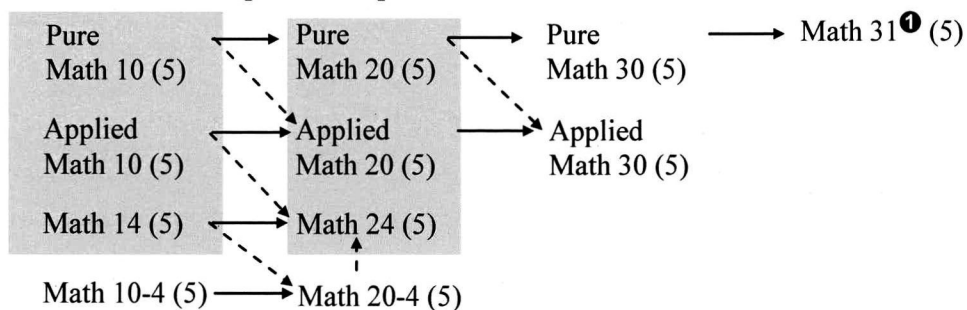 Pure Math 10 (5)
Pure Math 20 (5)
Pure Math 30 (5)
Math 31❶ (5)
Applied Math 10 (5)
Applied Math 20 (5)
Applied Math 30 (5)
Math 14 (5)
Math 24 (5)
Math 10-4 (5)
Math 20-4 (5)